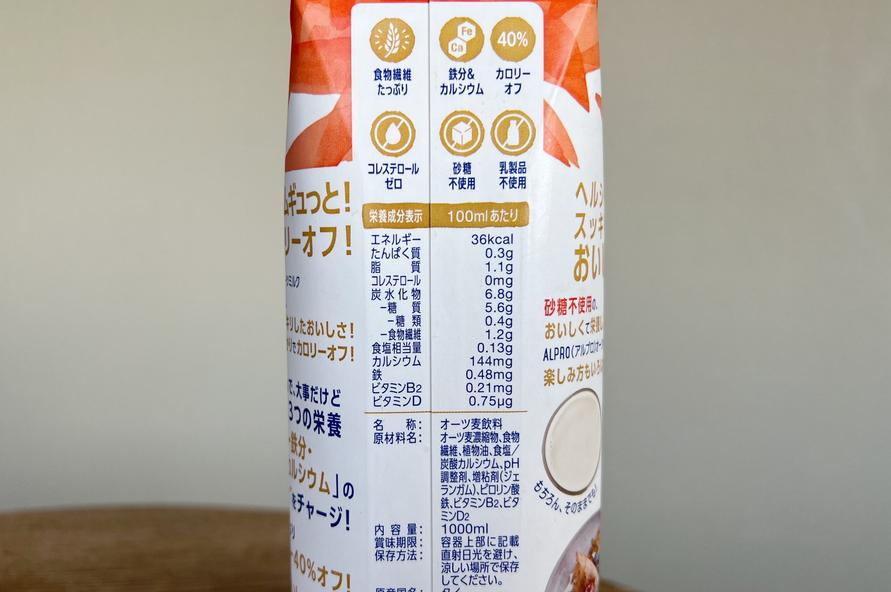 Fe
Ca
40%
食物繊維
たっぷり
鉄分&
カルシウム
カロリー
オフ
コレステロール
ゼロ
砂糖
不使用
乳製品
不使用
栄養成分表示 100mlあたり
エネルギー 36kcal
たんぱく質 0.3g
脂質 1.1g
コレステロール 0mg
炭水化物 6.8g
−糖質 5.6g
−糖類 0.4g
−食物繊維 1.2g
食塩相当量 0.13g
カルシウム 144mg
鉄 0.48mg
ビタミンB2 0.21mg
ビタミンD 0.75μg
名称: オーツ麦飲料
原材料名: オーツ麦濃縮物、食物
繊維、植物油、食塩/
炭酸カルシウム、pH
調整剤、増粘剤(ジェ
ランガム)、ピロリン酸
鉄、ビタミンB2、ビタ
ミンD2
内容量: 1000ml
賞味期限: 容器上部に記載
保存方法: 直射日光を避け、
涼しい場所で保存
してください。
ギュっと!
リーオフ!
ミルク
キリしたおいしさ!
でカロリーオフ!
で、大事だけど
3つの栄養
鉄分・
ルシウム」の
をチャージ!
40%オフ!
ヘルシ
スッキ
おい
砂糖不使用の、
おいしくて栄養
ALPRO(アルプロ)オー
楽しみ方もいろ
もちろん、そのままでも